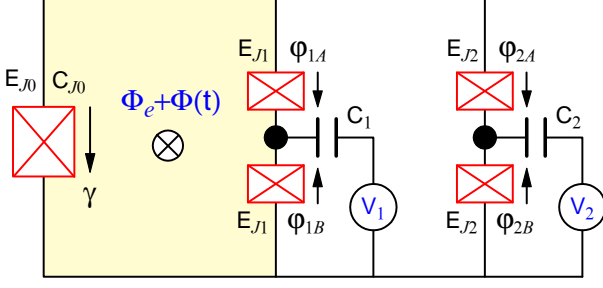 E_J0 C_J0
γ
Φ_e+Φ(t)
E_J1 φ_1A
C_1
E_J1 φ_1B
V_1
E_J2 φ_2A
C_2
E_J2 φ_2B
V_2